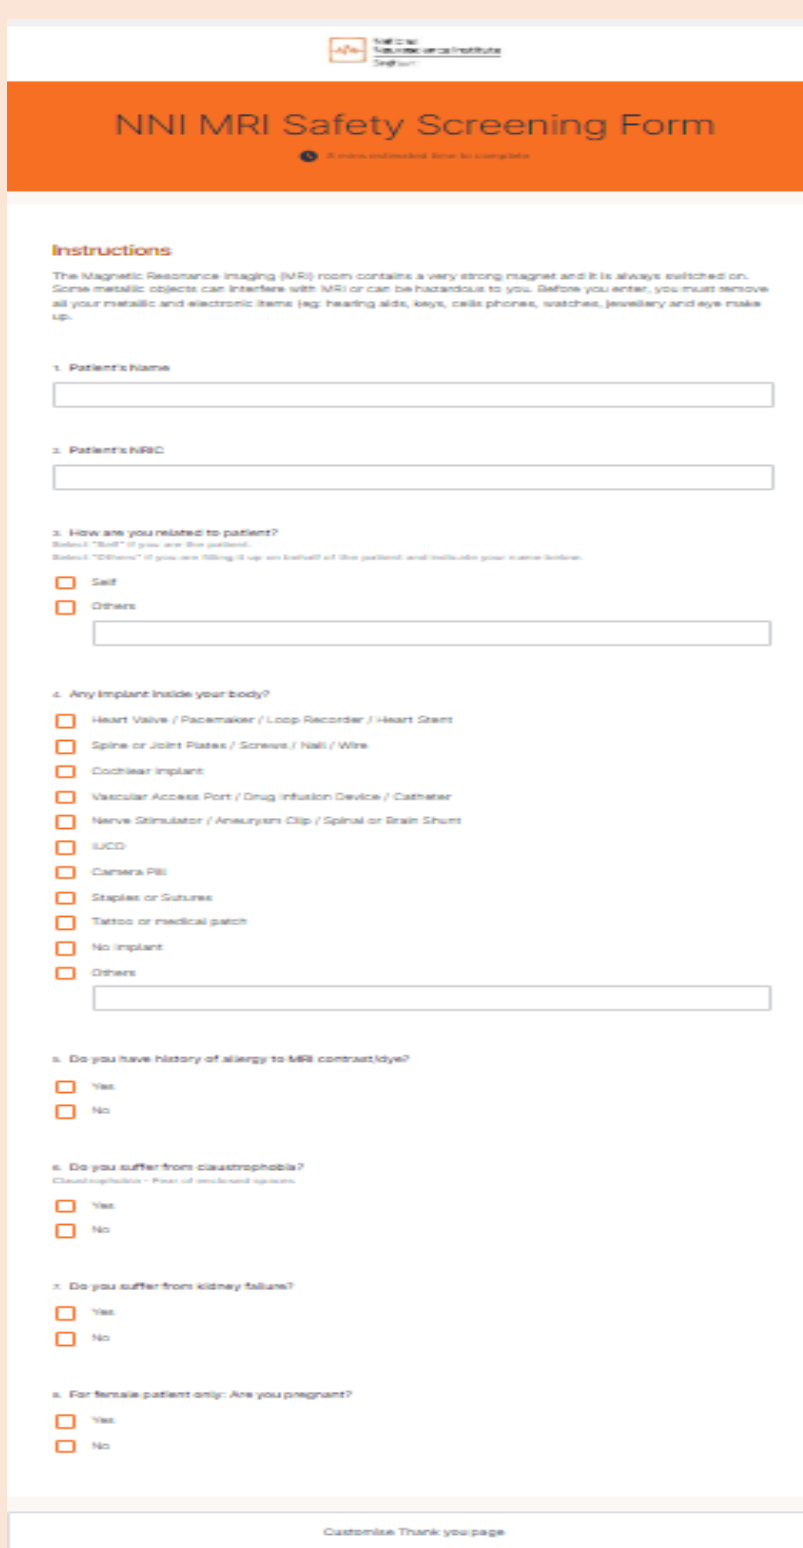 National
Neuroscience Institute
SingHealth
NNI MRI Safety Screening Form
mins estimated time to complete
Instructions
The Magnetic Resonance Imaging (MRI) room contains a very strong magnet and it is always switched on.
Some metallic objects can interfere with MRI or can be hazardous to you. Before you enter, you must remove
all your metallic and electronic items (eg: hearing aids, keys, cells phones, watches, jewellery and eye make
up.
1. Patient's Name
2. Patient's NRIC
3. How are you related to patient?
Select "Self" if you are the patient.
Select "Others" if you are filling it up on behalf of the patient and indicate your name below.
Self
Others
4. Any implant inside your body?
Heart Valve / Pacemaker / Loop Recorder / Heart Stent
Spine or Joint Plates / Screws / Nail / Wire
Cochlear Implant
Vascular Access Port / Drug Infusion Device / Catheter
Nerve Stimulator / Aneurysm Clip / Spinal or Brain Shunt
IUCD
Camera Pill
Staples or Sutures
Tattoo or medical patch
No Implant
Others
5. Do you have history of allergy to MRI contrast/dye?
Yes
No
6. Do you suffer from claustrophobia?
Claustrophobia - Fear of enclosed spaces
Yes
No
7. Do you suffer from kidney failure?
Yes
No
8. For female patient only: Are you pregnant?
Yes
No
Customise Thank you page